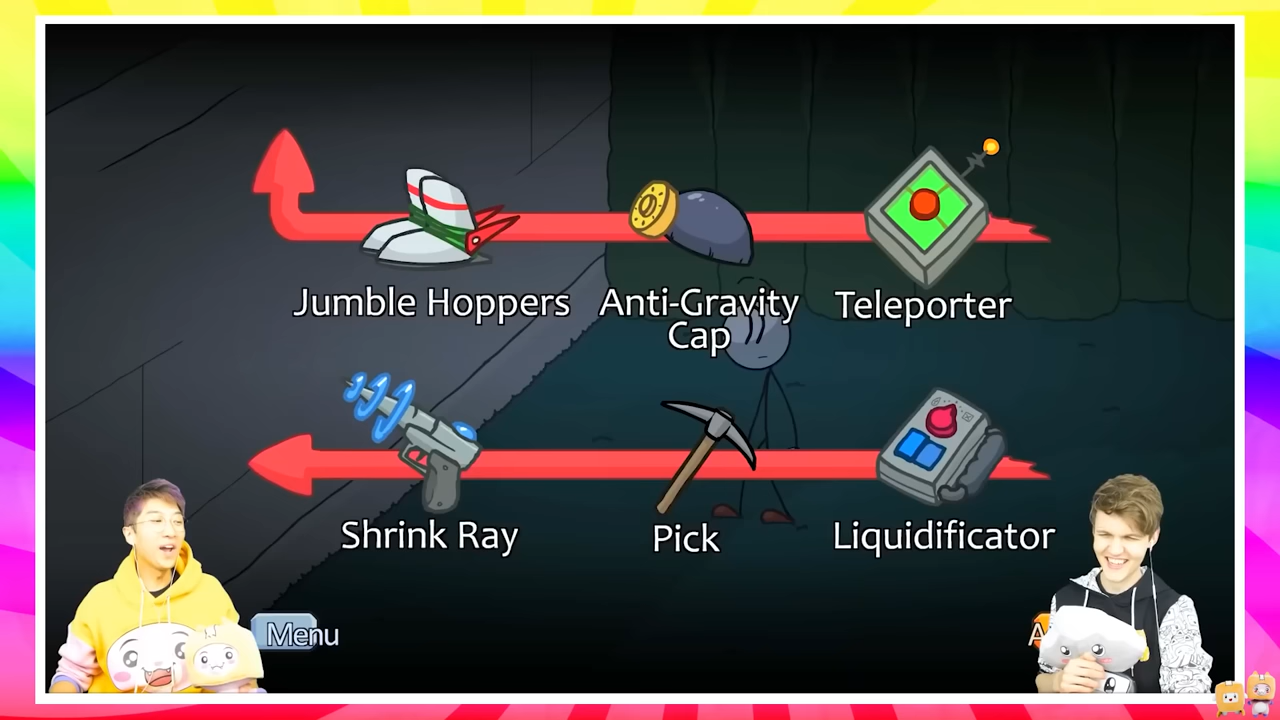 Jumble Hoppers
Anti-Gravity
Cap
Teleporter
Shrink Ray
Pick
Liquidificator
Menu